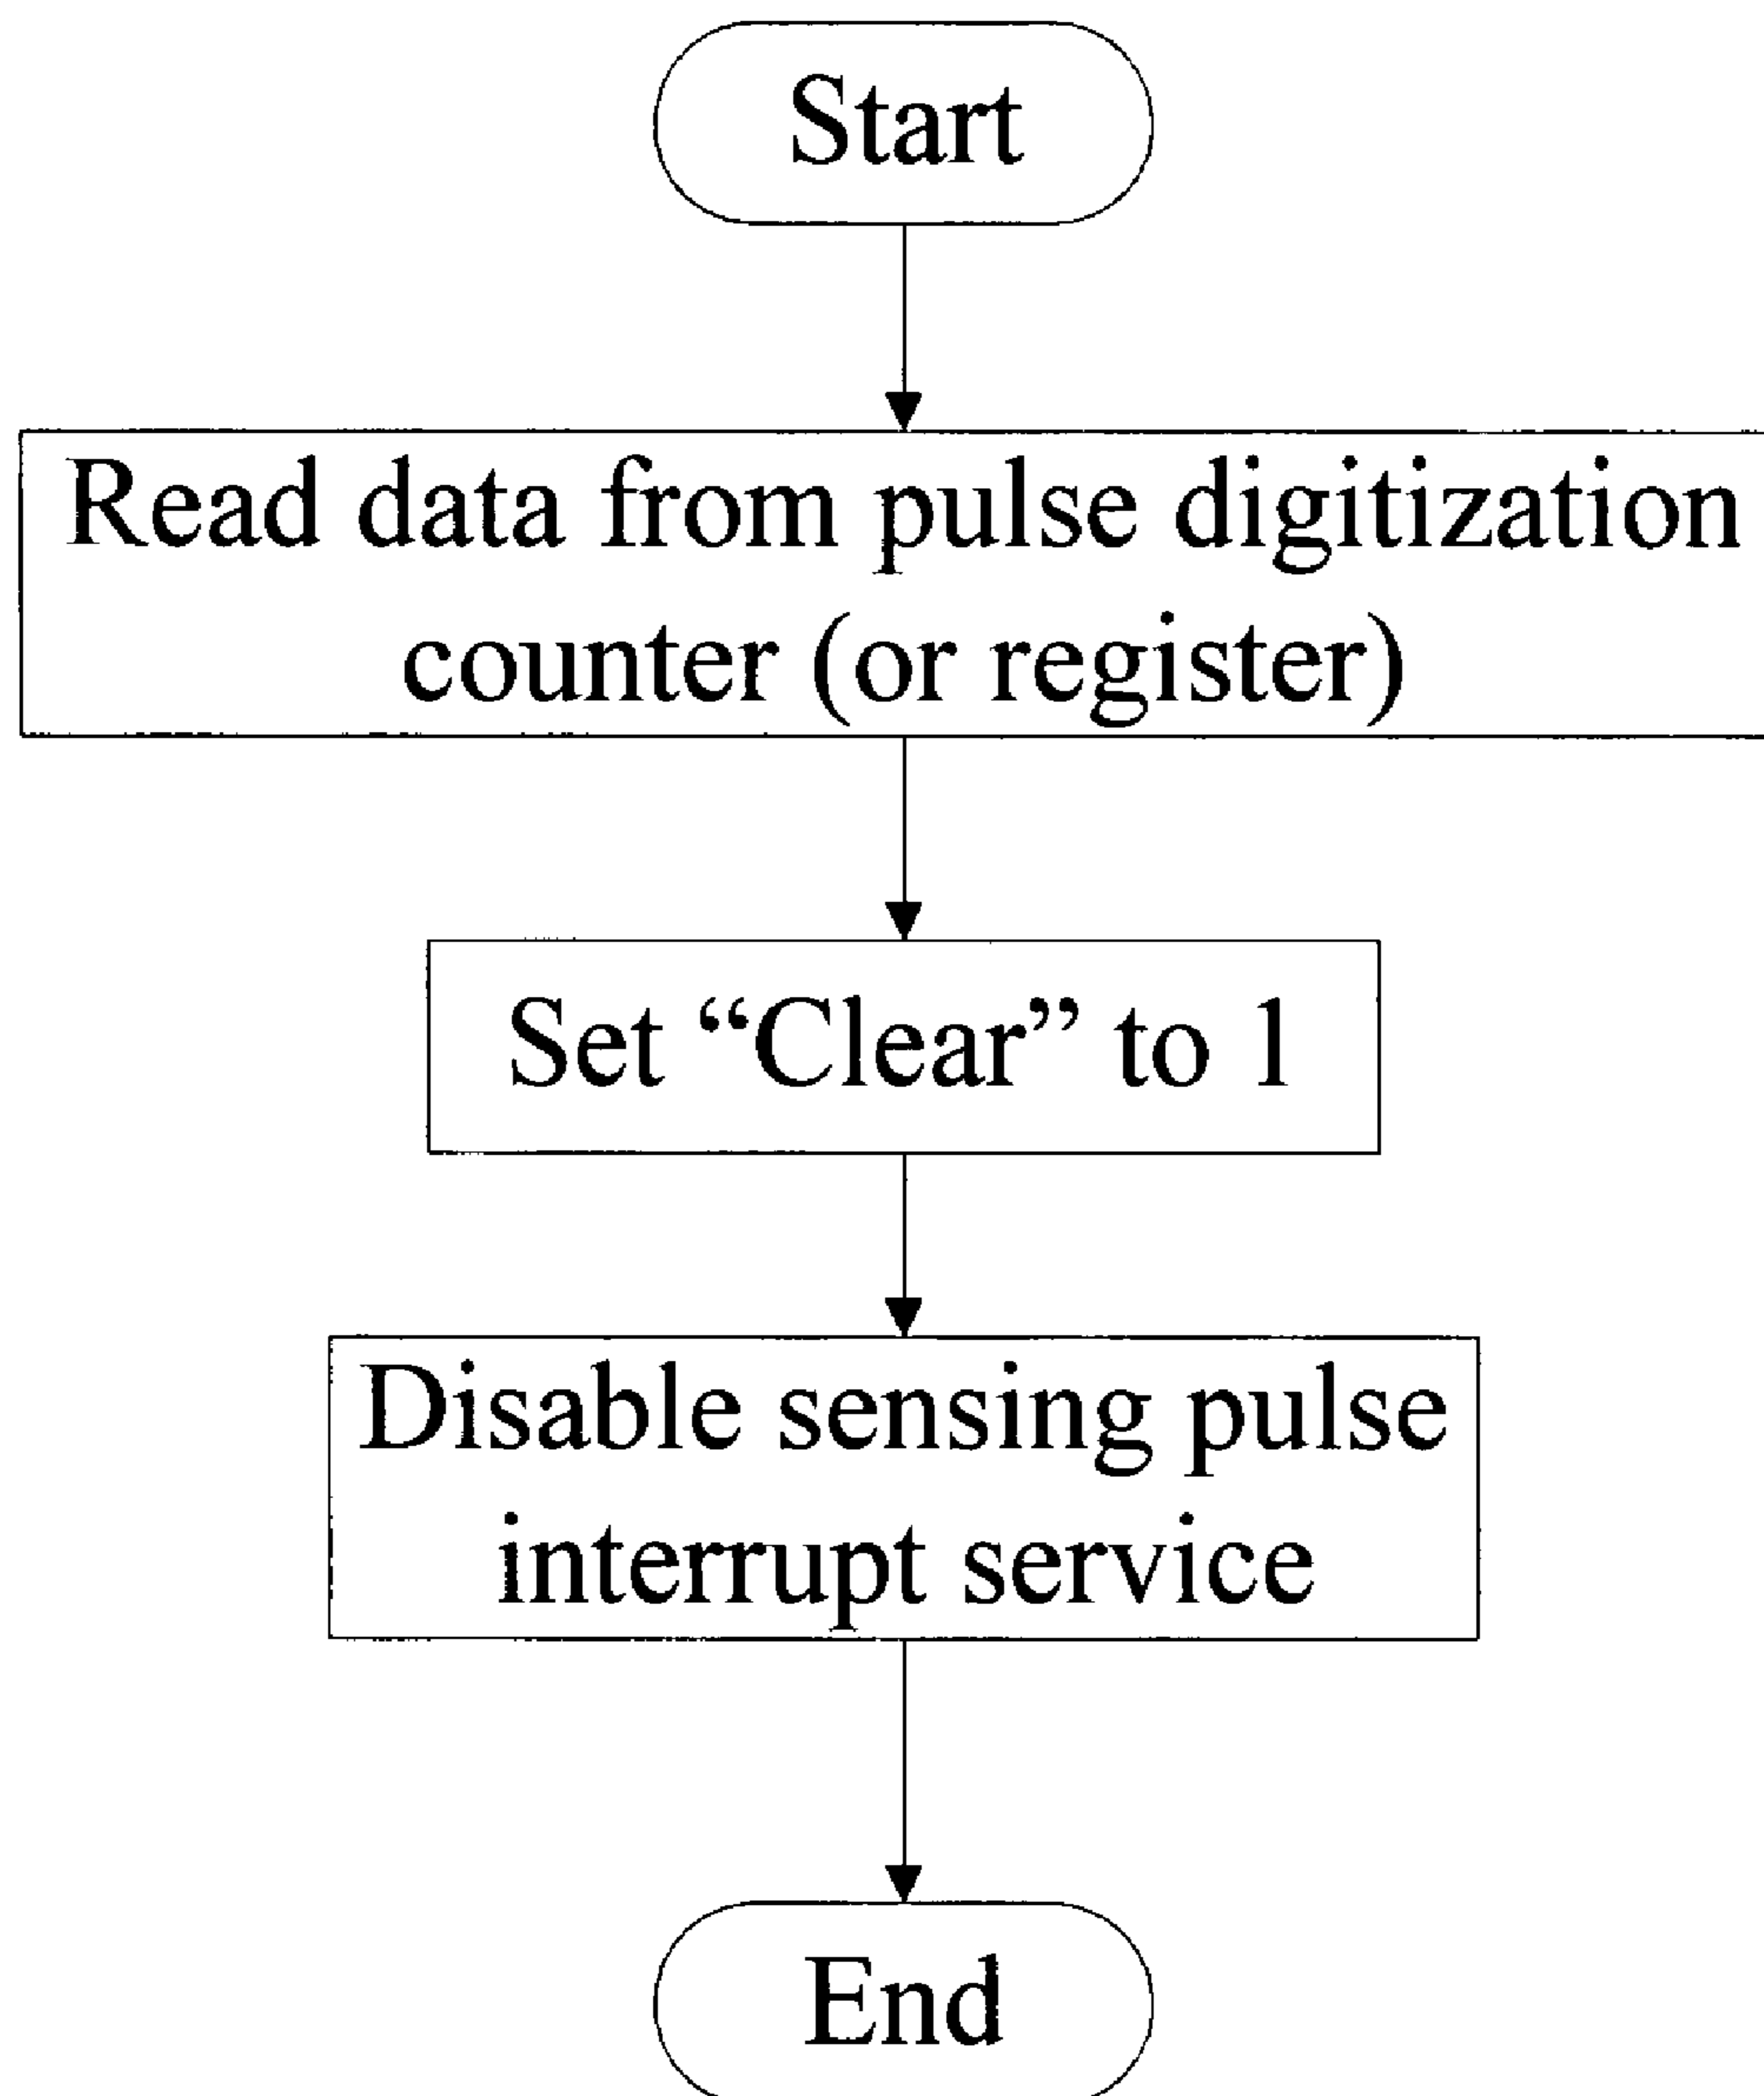 Start
Read data from pulse digitization
counter (or register)
Set “Clear” to 1
Disable sensing pulse
interrupt service
End